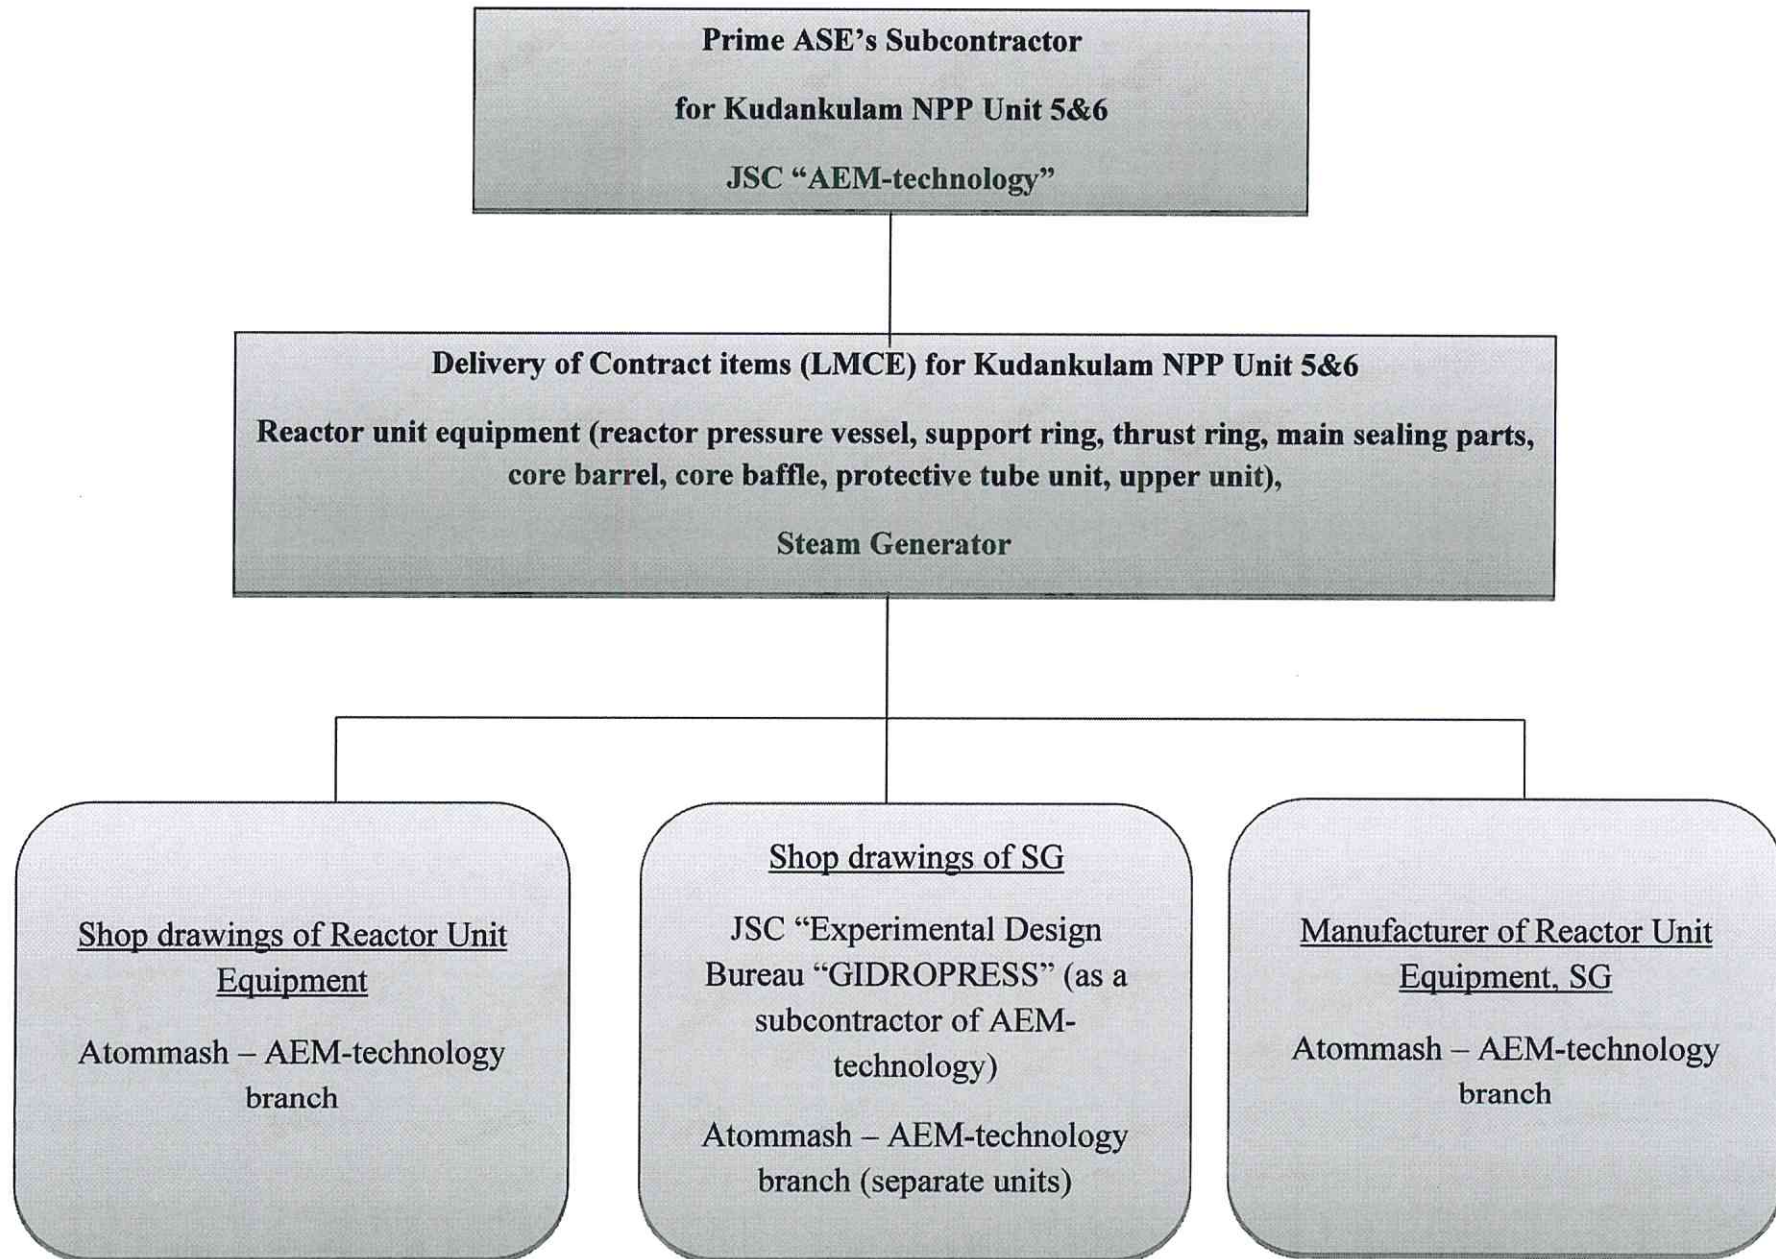 Prime ASE’s Subcontractor
for Kudankulam NPP Unit 5&6
JSC “AEM-technology”
Delivery of Contract items (LMCE) for Kudankulam NPP Unit 5&6
Reactor unit equipment (reactor pressure vessel, support ring, thrust ring, main sealing parts,
core barrel, core baffle, protective tube unit, upper unit),
Steam Generator
Shop drawings of Reactor Unit
Equipment
Atommash – AEM-technology
branch
Shop drawings of SG
JSC “Experimental Design
Bureau “GIDROPRESS” (as a
subcontractor of AEM-
technology)
Atommash – AEM-technology
branch (separate units)
Manufacturer of Reactor Unit
Equipment, SG
Atommash – AEM-technology
branch